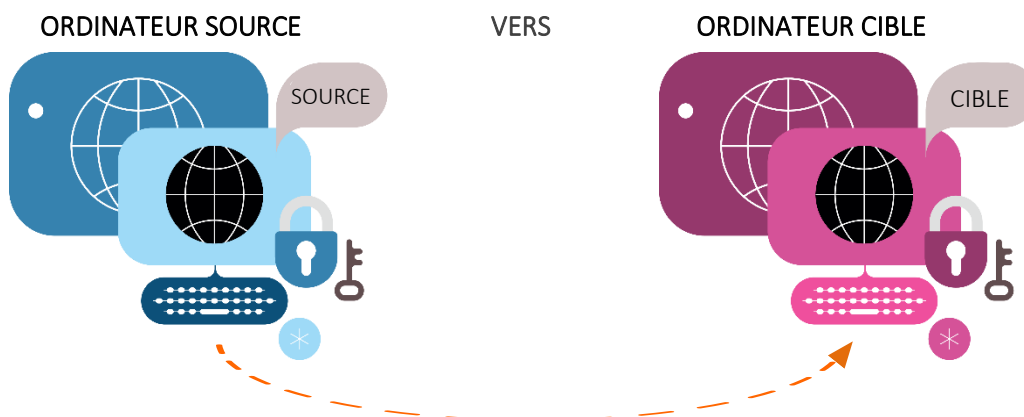 ORDINATEUR SOURCE
VERS
ORDINATEUR CIBLE
SOURCE
CIBLE